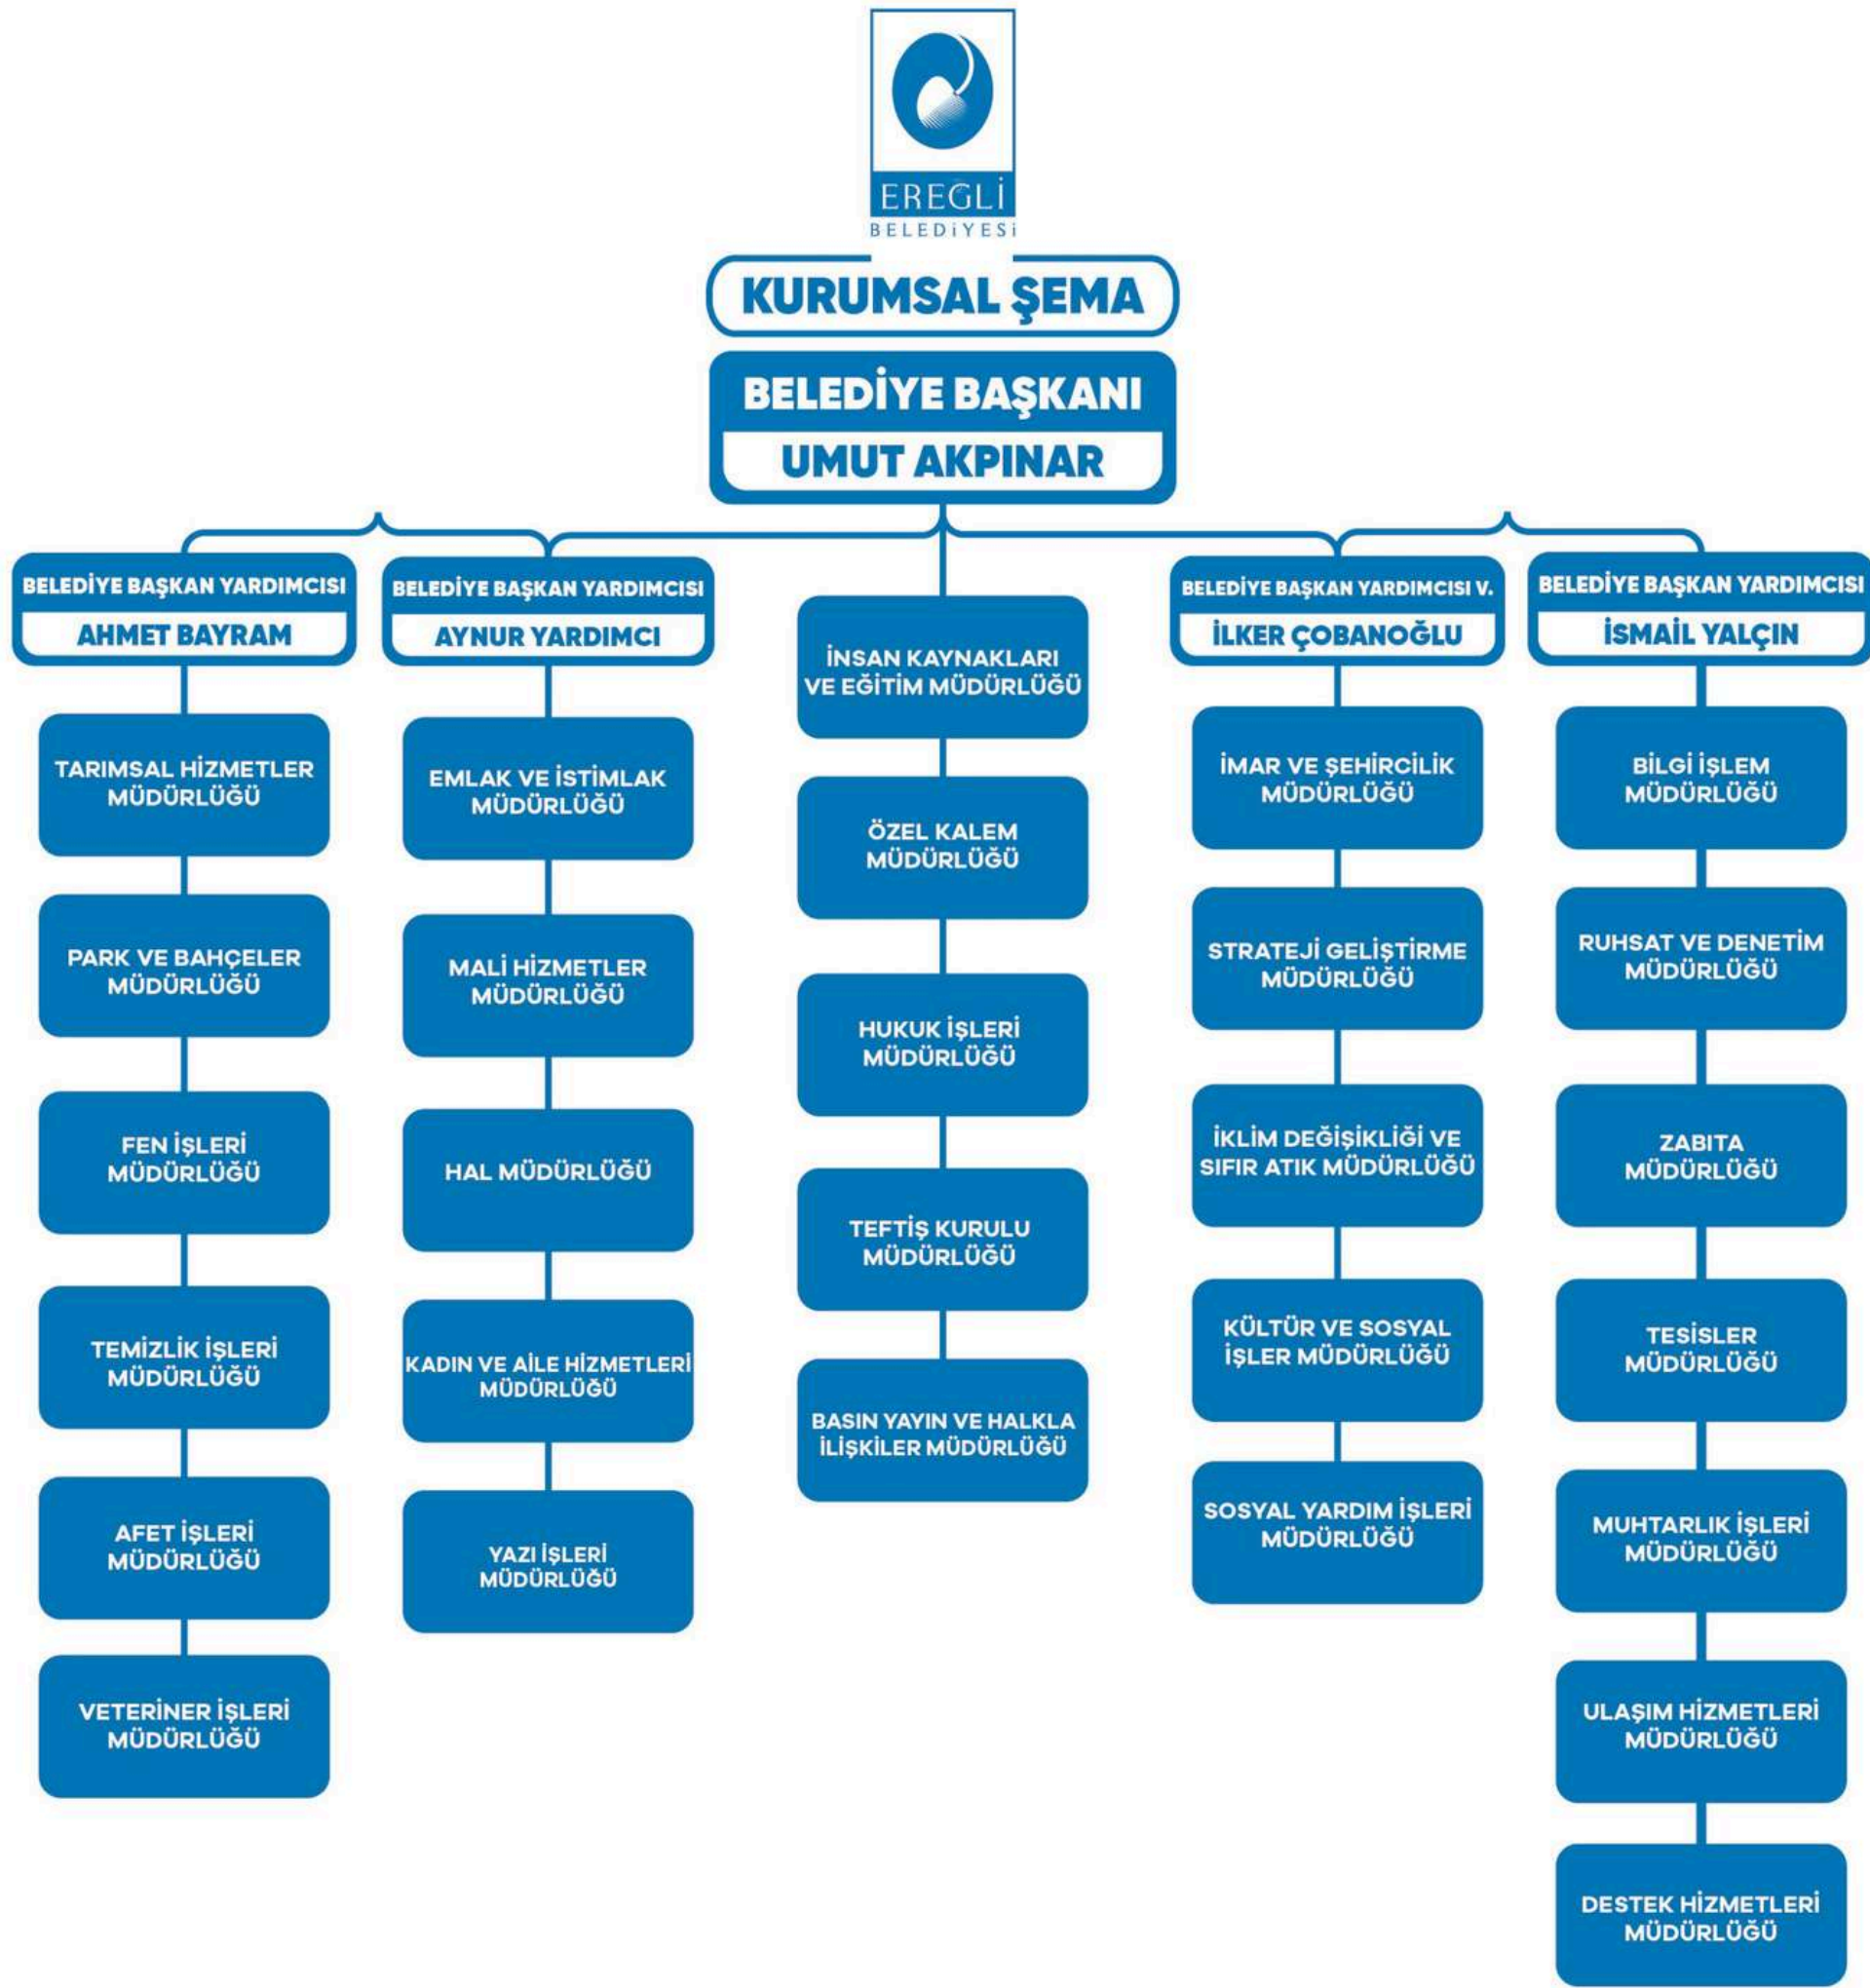 EREĞLİ
BELEDİYESİ
KURUMSAL ŞEMA
BELEDİYE BAŞKANI
UMUT AKPINAR
BELEDİYE BAŞKAN YARDIMCISI
AHMET BAYRAM
TARIMSAL HİZMETLER
MÜDÜRLÜĞÜ
PARK VE BAHÇELER
MÜDÜRLÜĞÜ
FEN İŞLERİ
MÜDÜRLÜĞÜ
TEMİZLİK İŞLERİ
MÜDÜRLÜĞÜ
AFET İŞLERİ
MÜDÜRLÜĞÜ
VETERİNER İŞLERİ
MÜDÜRLÜĞÜ
BELEDİYE BAŞKAN YARDIMCISI
AYNUR YARDIMCI
EMLAK VE İSTİMLAK
MÜDÜRLÜĞÜ
MALİ HİZMETLER
MÜDÜRLÜĞÜ
HAL MÜDÜRLÜĞÜ
KADIN VE AİLE HİZMETLERİ
MÜDÜRLÜĞÜ
YAZI İŞLERİ
MÜDÜRLÜĞÜ
İNSAN KAYNAKLARI
VE EĞİTİM MÜDÜRLÜĞÜ
ÖZEL KALEM
MÜDÜRLÜĞÜ
HUKUK İŞLERİ
MÜDÜRLÜĞÜ
TEFTİŞ KURULU
MÜDÜRLÜĞÜ
BASIN YAYIN VE HALKLA
İLİŞKİLER MÜDÜRLÜĞÜ
BELEDİYE BAŞKAN YARDIMCISI V.
İLKER ÇOBANOĞLU
İMAR VE ŞEHİRCİLİK
MÜDÜRLÜĞÜ
STRATEJİ GELİŞTİRME
MÜDÜRLÜĞÜ
İKLİM DEĞİŞİKLİĞİ VE
SIFIR ATIK MÜDÜRLÜĞÜ
KÜLTÜR VE SOSYAL
İŞLER MÜDÜRLÜĞÜ
SOSYAL YARDIM İŞLERİ
MÜDÜRLÜĞÜ
BELEDİYE BAŞKAN YARDIMCISI
İSMAİL YALÇIN
BİLGİ İŞLEM
MÜDÜRLÜĞÜ
RUHSAT VE DENETİM
MÜDÜRLÜĞÜ
ZABITA
MÜDÜRLÜĞÜ
TESİSLER
MÜDÜRLÜĞÜ
MUHTARLIK İŞLERİ
MÜDÜRLÜĞÜ
ULAŞIM HİZMETLERİ
MÜDÜRLÜĞÜ
DESTEK HİZMETLERİ
MÜDÜRLÜĞÜ